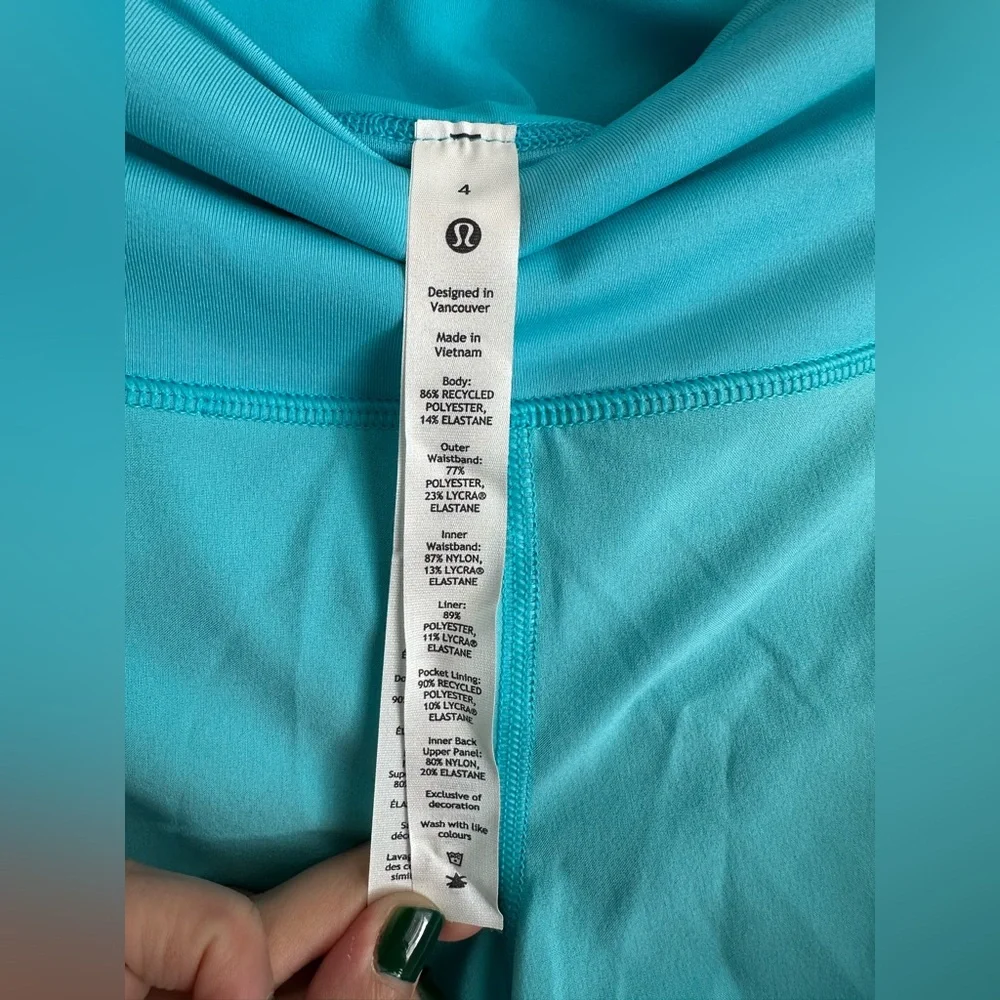 4
Designed in
Vancouver
Made in
Vietnam
Body:
86% RECYCLED
POLYESTER,
14% ELASTANE
Outer
Waistband:
77%
POLYESTER,
23% LYCRA®
ELASTANE
Inner
Waistband:
87% NYLON,
13% LYCRA®
ELASTANE
Liner:
89%
POLYESTER,
11% LYCRA®
ELASTANE
Pocket Lining:
90% RECYCLED
POLYESTER,
10% LYCRA®
ELASTANE
Inner Back
Upper Panel:
80% NYLON,
20% ELASTANE
Exclusive of
decoration
Wash with like
colours